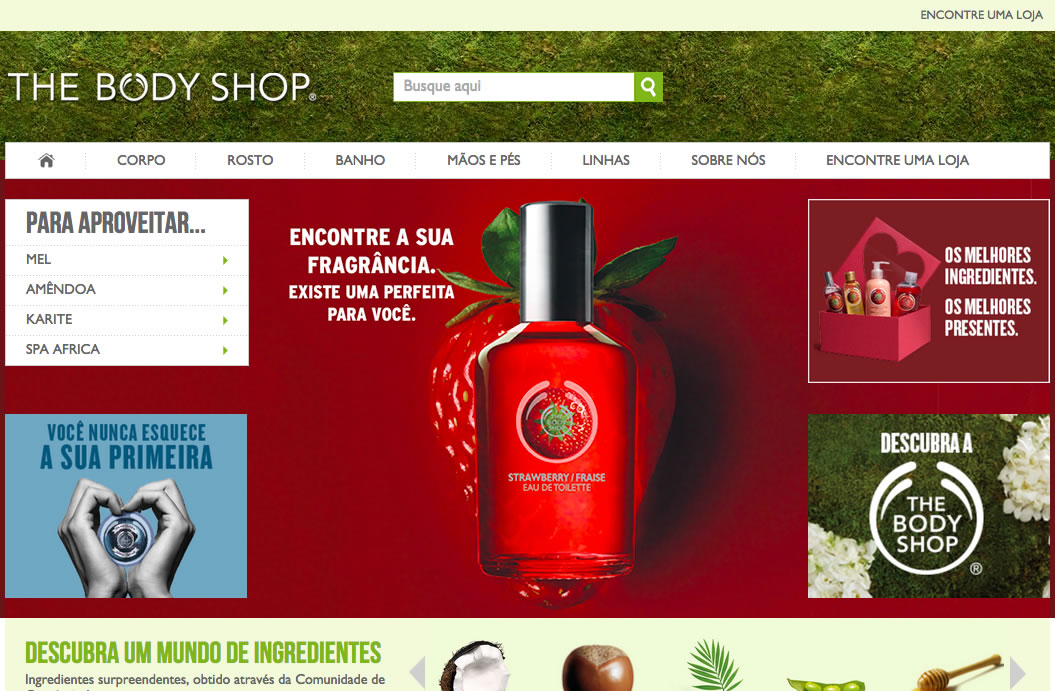 ENCONTRE UMA LOJA
THE BODY SHOP®
Busque aqui
CORPO
ROSTO
BANHO
MÃOS E PÉS
LINHAS
SOBRE NÓS
ENCONTRE UMA LOJA
PARA APROVEITAR...
MEL
AMÊNDOA
KARITE
SPA AFRICA
ENCONTRE A SUA
FRAGRÂNCIA.
EXISTE UMA PERFEITA
PARA VOCÊ.
THE
BODY
SHOP
STRAWBERRY / FRAISE
EAU DE TOILETTE
OS MELHORES
INGREDIENTES.
OS MELHORES
PRESENTES.
VOCÊ NUNCA ESQUECE
A SUA PRIMEIRA
DESCUBRA A
THE
BODY
SHOP
®
DESCUBRA UM MUNDO DE INGREDIENTES
Ingredientes surpreendentes, obtido através da Comunidade de